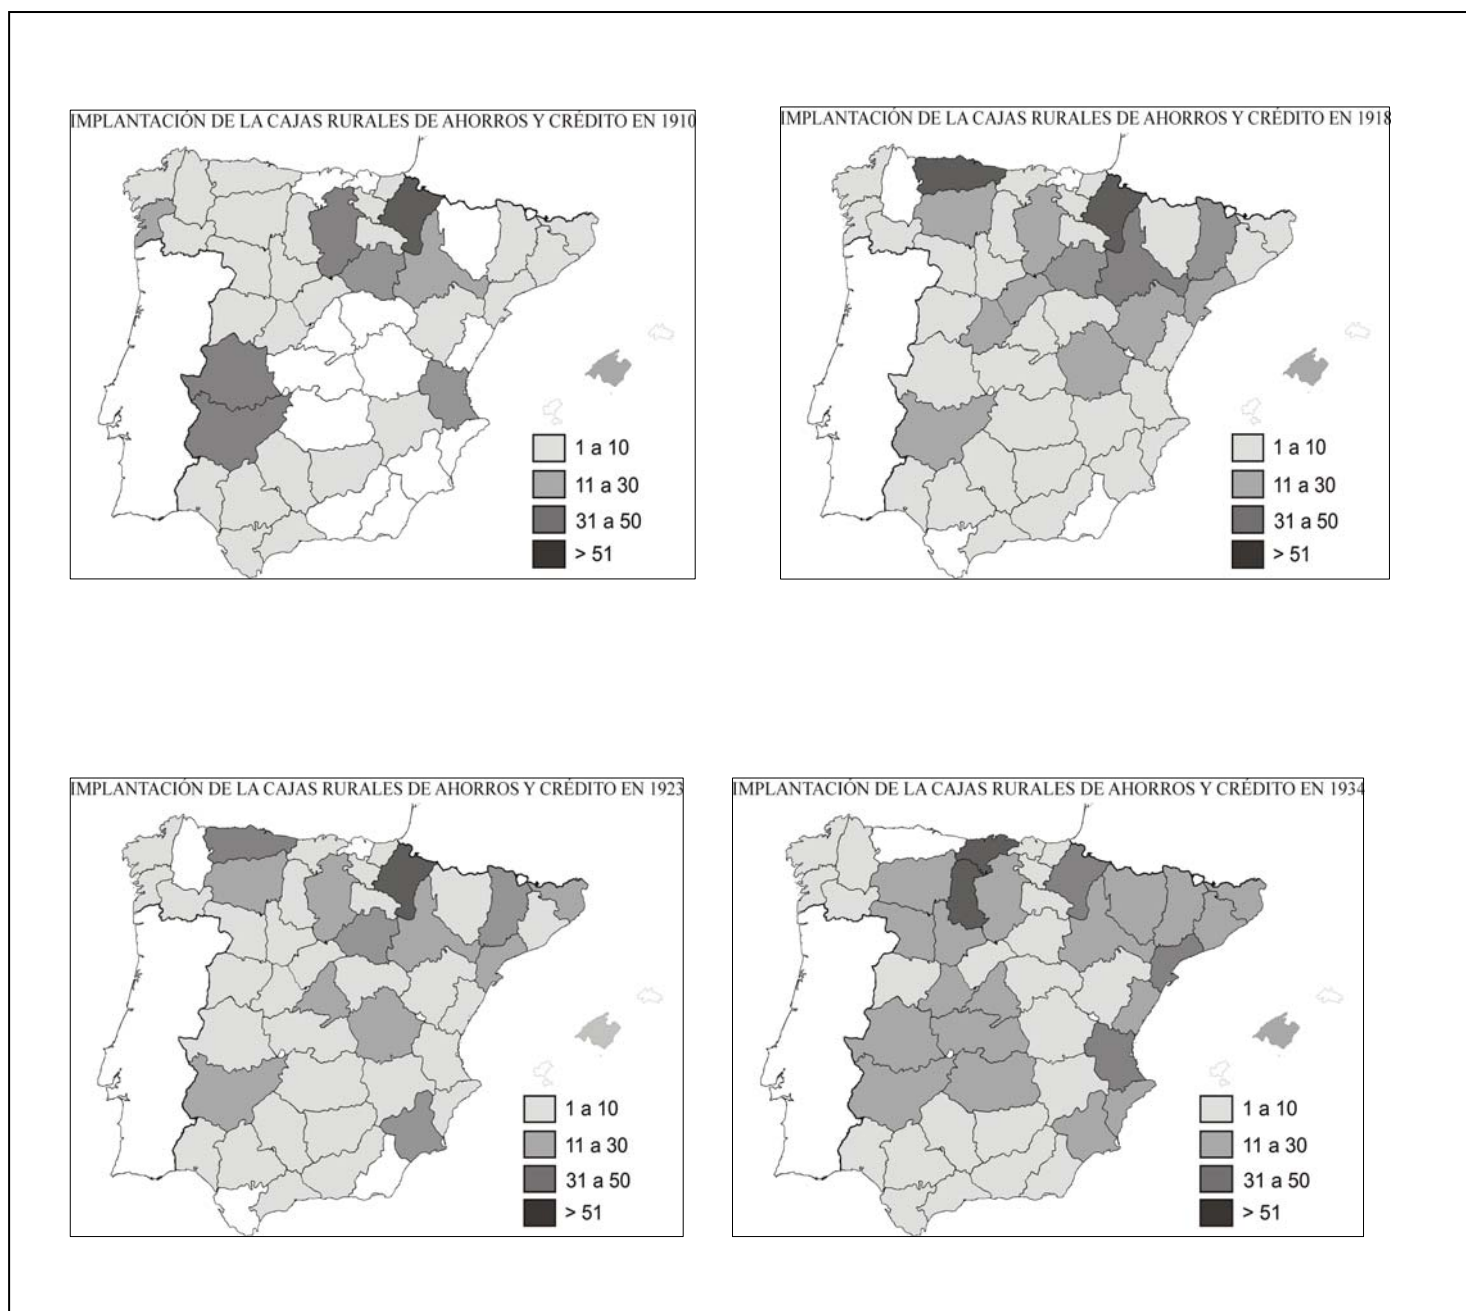 IMPLANTACIÓN DE LA CAJAS RURALES DE AHORROS Y CRÉDITO EN 1910
1 a 10
11 a 30
31 a 50
> 51
IMPLANTACIÓN DE LA CAJAS RURALES DE AHORROS Y CRÉDITO EN 1918
1 a 10
11 a 30
31 a 50
> 51
IMPLANTACIÓN DE LA CAJAS RURALES DE AHORROS Y CRÉDITO EN 1923
1 a 10
11 a 30
31 a 50
> 51
IMPLANTACIÓN DE LA CAJAS RURALES DE AHORROS Y CRÉDITO EN 1934
1 a 10
11 a 30
31 a 50
> 51